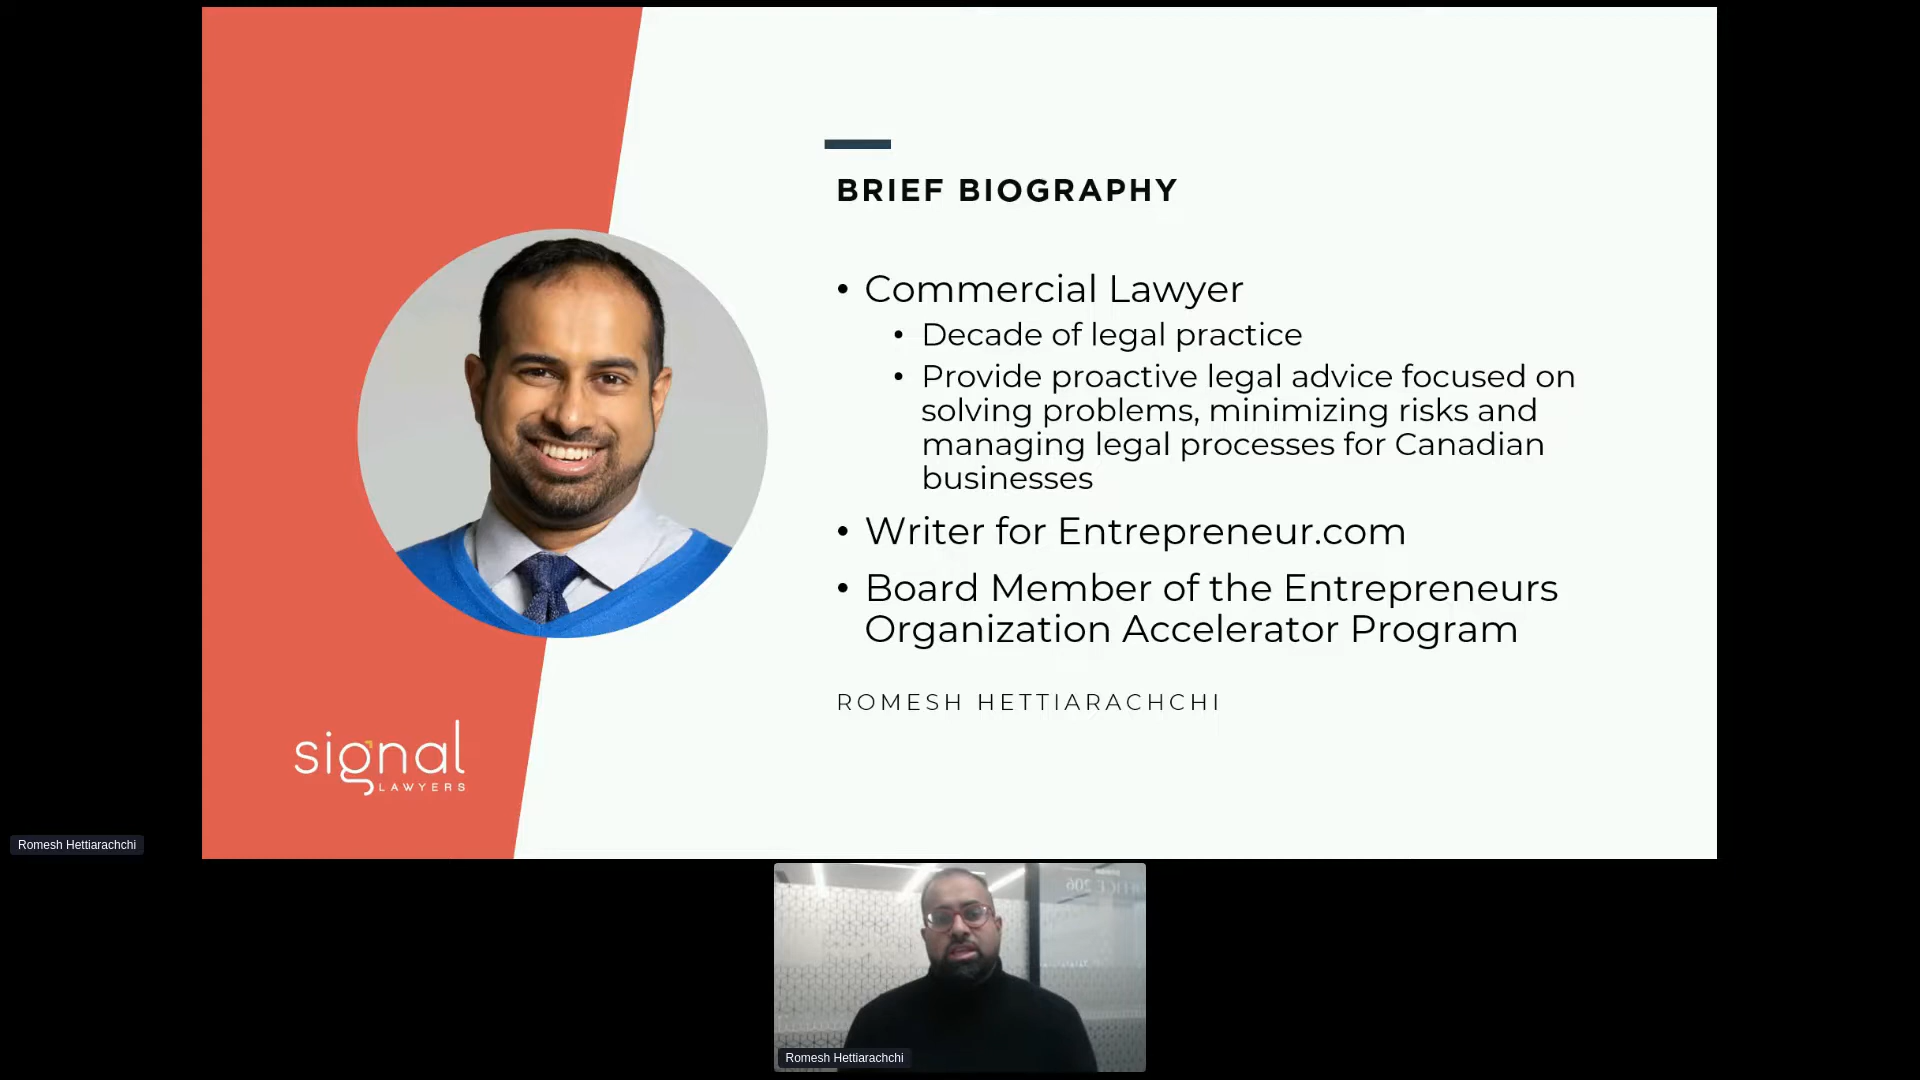 BRIEF BIOGRAPHY
• Commercial Lawyer
• Decade of legal practice
• Provide proactive legal advice focused on
solving problems, minimizing risks and
managing legal processes for Canadian
businesses
• Writer for Entrepreneur.com
• Board Member of the Entrepreneurs
Organization Accelerator Program
ROMESH HETTIARACHCHI
signal
LAWYERS
Romesh Hettiarachchi
OFFICE 206
Romesh Hettiarachchi